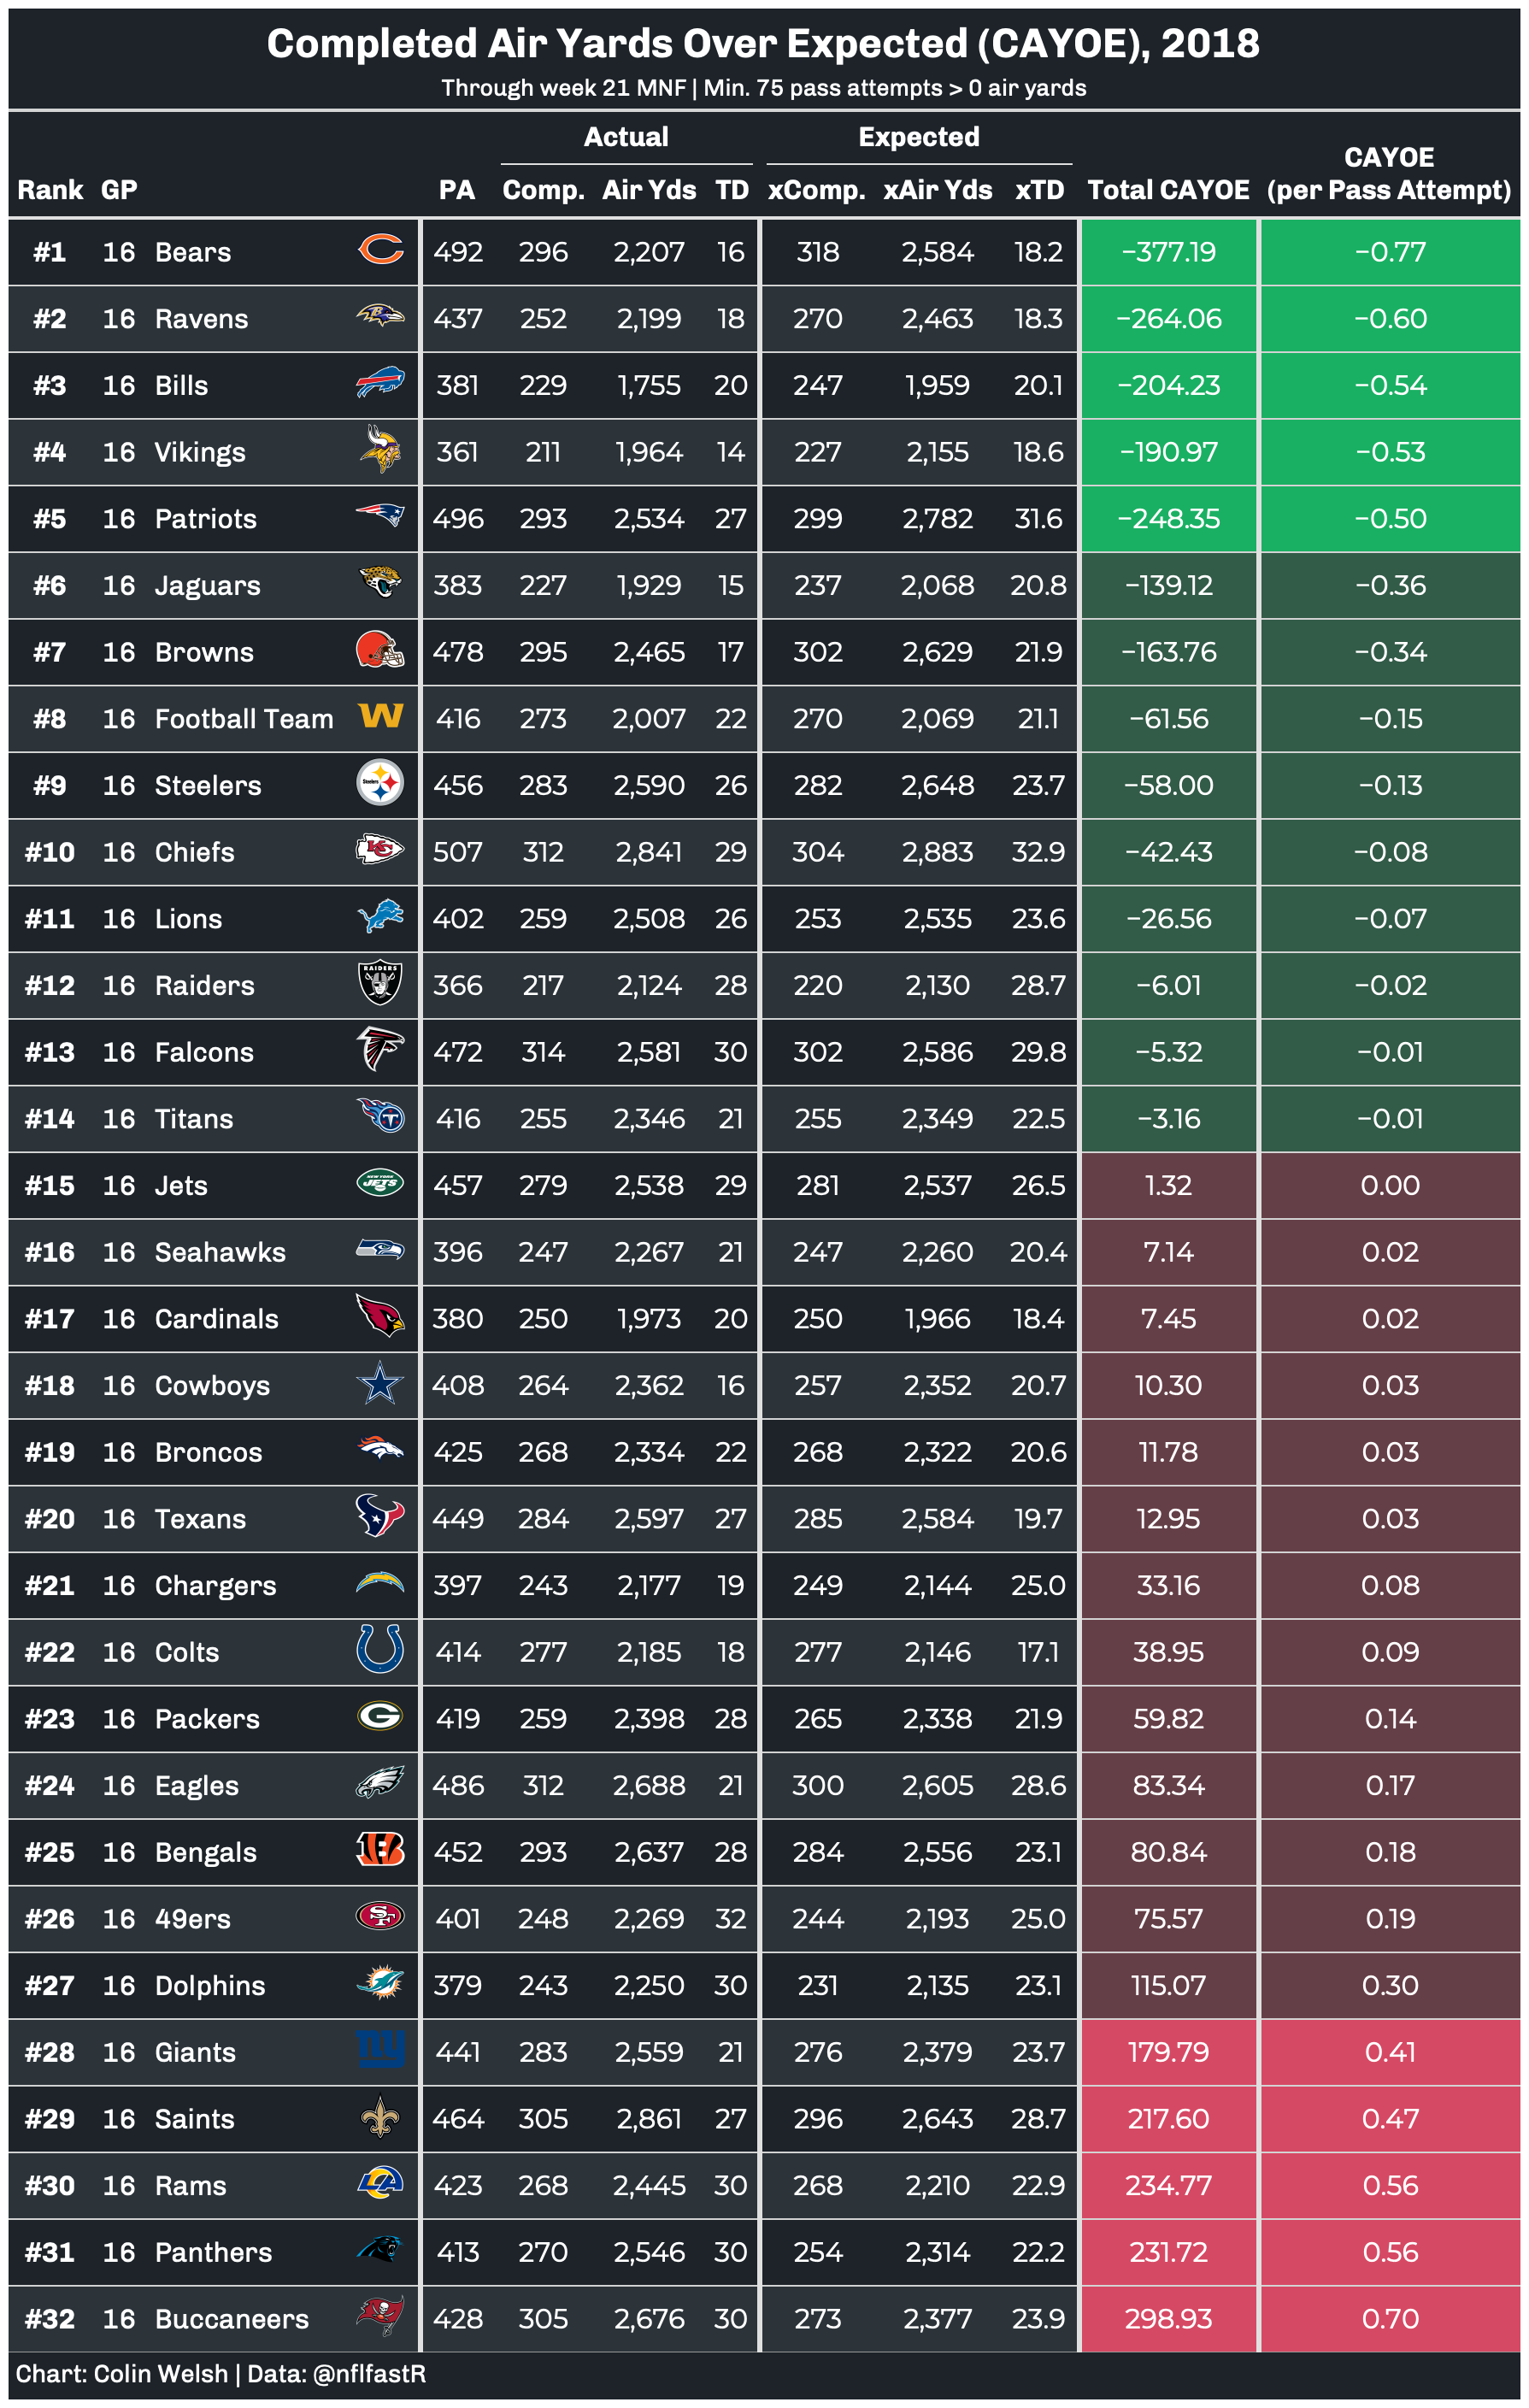 Completed Air Yards Over Expected (CAYOE), 2018
Through week 21 MNF | Min. 75 pass attempts > 0 air yards
Actual Expected
CAYOE
Rank GP PA Comp. Air Yds TD xComp. xAir Yds xTD Total CAYOE (per Pass Attempt)
#1 16 Bears 492 296 2,207 16 318 2,584 18.2 −377.19 −0.77
#2 16 Ravens 437 252 2,199 18 270 2,463 18.3 −264.06 −0.60
#3 16 Bills 381 229 1,755 20 247 1,959 20.1 −204.23 −0.54
#4 16 Vikings 361 211 1,964 14 227 2,155 18.6 −190.97 −0.53
#5 16 Patriots 496 293 2,534 27 299 2,782 31.6 −248.35 −0.50
#6 16 Jaguars 383 227 1,929 15 237 2,068 20.8 −139.12 −0.36
#7 16 Browns 478 295 2,465 17 302 2,629 21.9 −163.76 −0.34
#8 16 Football Team W 416 273 2,007 22 270 2,069 21.1 −61.56 −0.15
#9 16 Steelers Steelers 456 283 2,590 26 282 2,648 23.7 −58.00 −0.13
#10 16 Chiefs KC 507 312 2,841 29 304 2,883 32.9 −42.43 −0.08
#11 16 Lions 402 259 2,508 26 253 2,535 23.6 −26.56 −0.07
#12 16 Raiders RAIDERS 366 217 2,124 28 220 2,130 28.7 −6.01 −0.02
#13 16 Falcons 472 314 2,581 30 302 2,586 29.8 −5.32 −0.01
#14 16 Titans T 416 255 2,346 21 255 2,349 22.5 −3.16 −0.01
#15 16 Jets NEW YORK JETS 457 279 2,538 29 281 2,537 26.5 1.32 0.00
#16 16 Seahawks 396 247 2,267 21 247 2,260 20.4 7.14 0.02
#17 16 Cardinals 380 250 1,973 20 250 1,966 18.4 7.45 0.02
#18 16 Cowboys 408 264 2,362 16 257 2,352 20.7 10.30 0.03
#19 16 Broncos 425 268 2,334 22 268 2,322 20.6 11.78 0.03
#20 16 Texans 449 284 2,597 27 285 2,584 19.7 12.95 0.03
#21 16 Chargers 397 243 2,177 19 249 2,144 25.0 33.16 0.08
#22 16 Colts 414 277 2,185 18 277 2,146 17.1 38.95 0.09
#23 16 Packers G 419 259 2,398 28 265 2,338 21.9 59.82 0.14
#24 16 Eagles 486 312 2,688 21 300 2,605 28.6 83.34 0.17
#25 16 Bengals B 452 293 2,637 28 284 2,556 23.1 80.84 0.18
#26 16 49ers SF 401 248 2,269 32 244 2,193 25.0 75.57 0.19
#27 16 Dolphins 379 243 2,250 30 231 2,135 23.1 115.07 0.30
#28 16 Giants ny 441 283 2,559 21 276 2,379 23.7 179.79 0.41
#29 16 Saints 464 305 2,861 27 296 2,643 28.7 217.60 0.47
#30 16 Rams LA 423 268 2,445 30 268 2,210 22.9 234.77 0.56
#31 16 Panthers 413 270 2,546 30 254 2,314 22.2 231.72 0.56
#32 16 Buccaneers 428 305 2,676 30 273 2,377 23.9 298.93 0.70
Chart: Colin Welsh | Data: @nflfastR